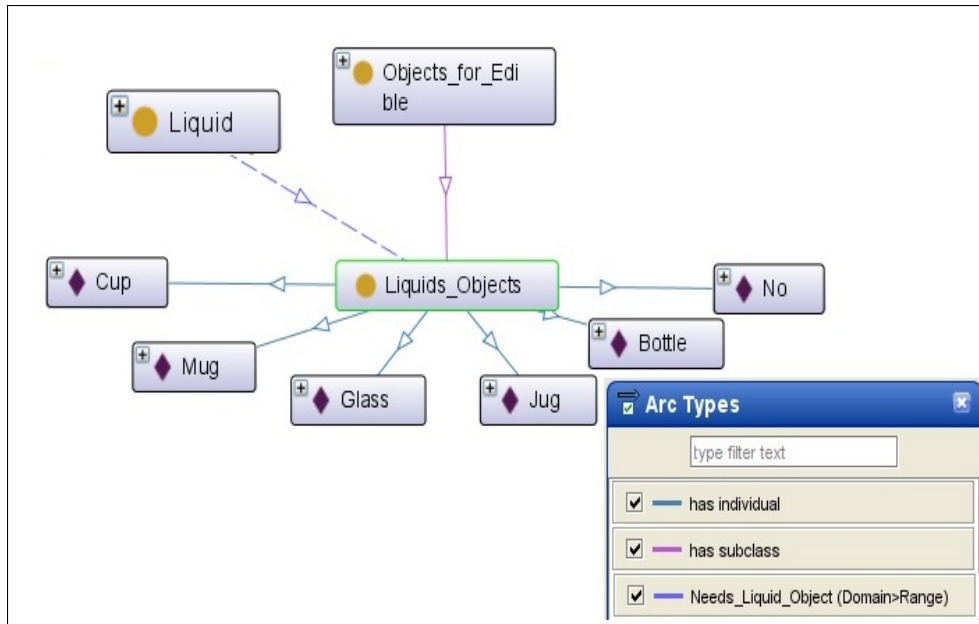 Objects_for_Edi
ble
Liquid
Liquids_Objects
Cup
No
Mug
Bottle
Glass
Jug
Arc Types
type filter text
has individual
has subclass
Needs_Liquid_Object (Domain>Range)